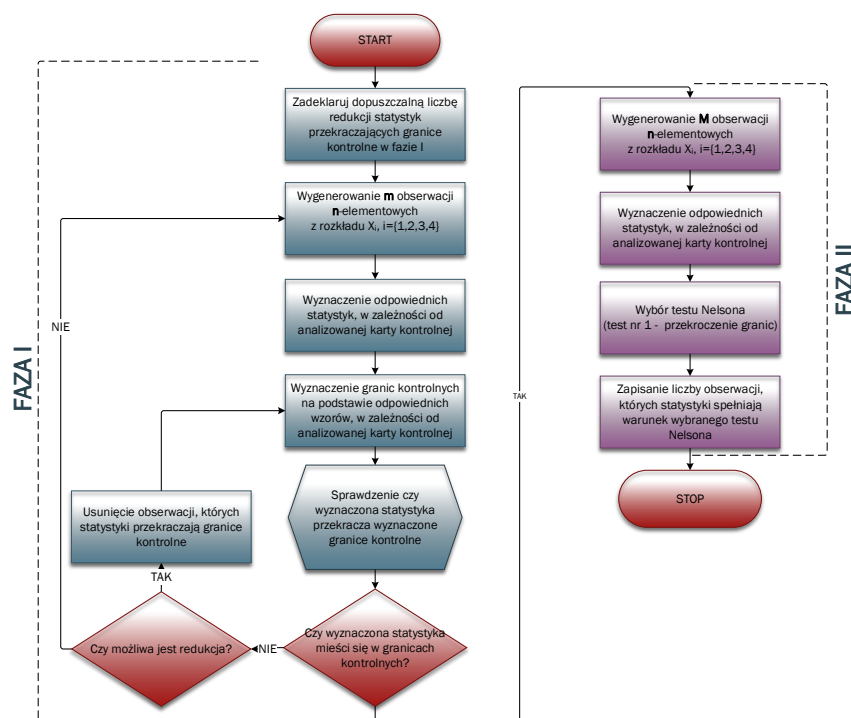 START
Zadeklaruj dopuszczalną liczbę
redukcji statystyk
przekraczających granice
kontrolne w fazie I
Wygenerowanie m obserwacji
n-elementowych
z rozkładu Xᵢ, i={1,2,3,4}
Wyznaczenie odpowiednich
statystyk, w zależności od
analizowanej karty kontrolnej
NIE
FAZA I
Wyznaczenie granic kontrolnych
na podstawie odpowiednich
wzorów, w zależności od
analizowanej karty kontrolnej
Usunięcie obserwacji, których
statystyki przekraczają granice
kontrolne
Sprawdzenie czy
wyznaczona statystyka
przekracza wyznaczone
granice kontrolne
TAK
Czy możliwa jest redukcja?
NIE
Czy wyznaczona statystyka
mieści się w granicach
kontrolnych?
TAK
Wygenerowanie M obserwacji
n-elementowych
z rozkładu Xᵢ, i={1,2,3,4}
Wyznaczenie odpowiednich
statystyk, w zależności od
analizowanej karty kontrolnej
FAZA II
Wybór testu Nelsona
(test nr 1 - przekroczenie granic)
Zapisanie liczby obserwacji,
których statystyki spełniają
warunek wybranego testu
Nelsona
STOP